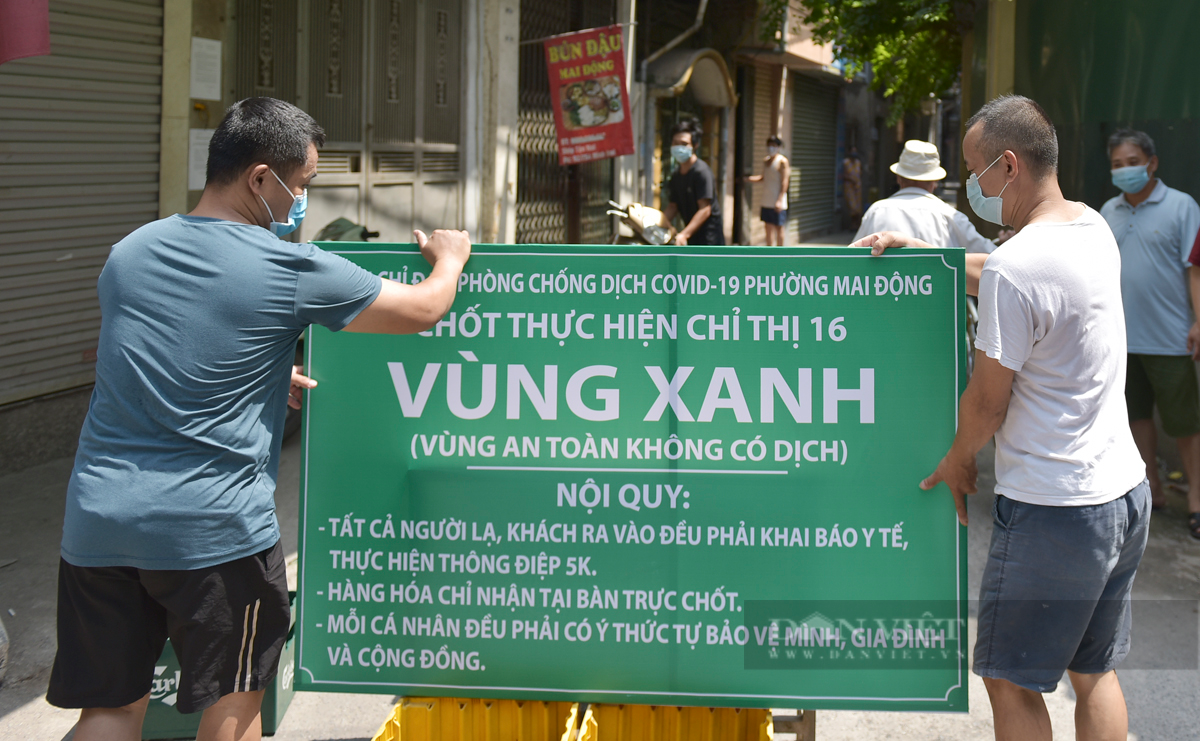 BÚN ĐẬU
MAI ĐỘNG
CHỈ Đ PHÒNG CHỐNG DỊCH COVID-19 PHƯỜNG MAI ĐỘNG
CHỐT THỰC HIỆN CHỈ THỊ 16
VÙNG XANH
(VÙNG AN TOÀN KHÔNG CÓ DỊCH)
NỘI QUY:
- TẤT CẢ NGƯỜI LẠ, KHÁCH RA VÀO ĐỀU PHẢI KHAI BÁO Y TẾ,
THỰC HIỆN THÔNG ĐIỆP 5K.
- HÀNG HÓA CHỈ NHẬN TẠI BÀN TRỰC CHỐT.
- MỖI CÁ NHÂN ĐỀU PHẢI CÓ Ý THỨC TỰ BẢO VỆ MÌNH, GIA ĐÌNH
VÀ CỘNG ĐỒNG.
DÂN VIỆT
WWW.DANVIET.VN